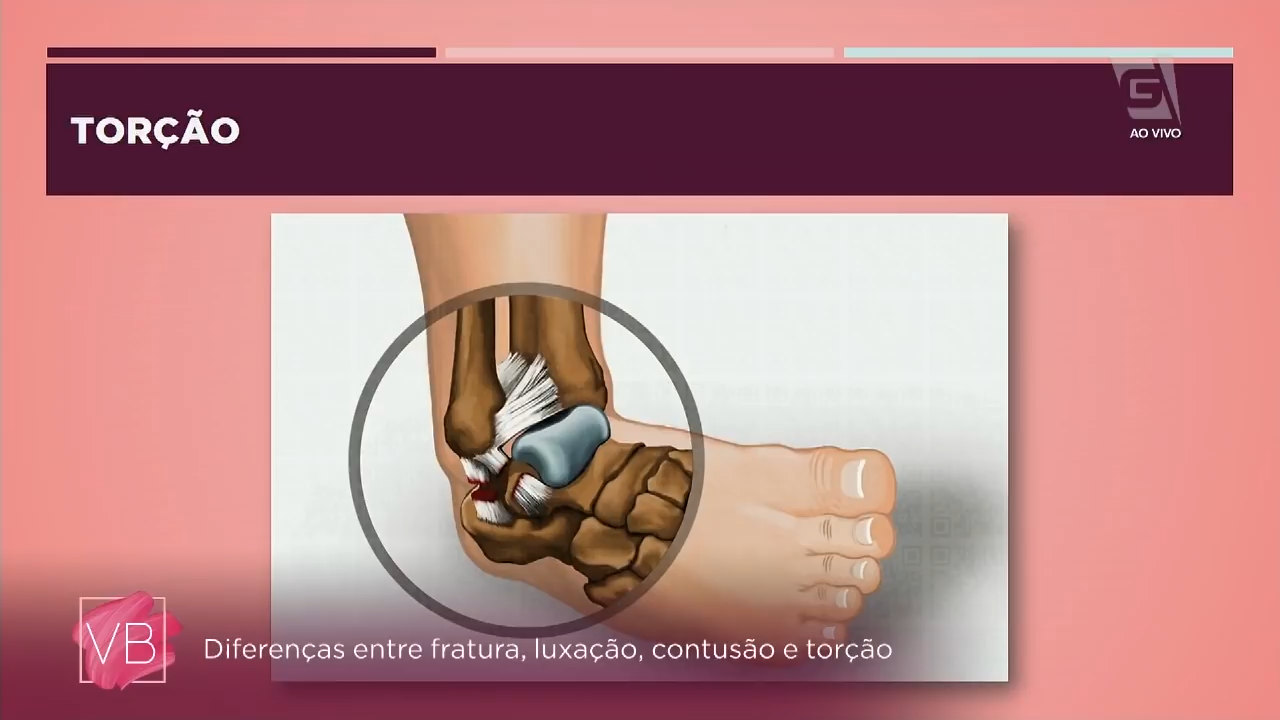 TORÇÃO
G
AO VIVO
VB
Diferenças entre fratura, luxação, contusão e torção